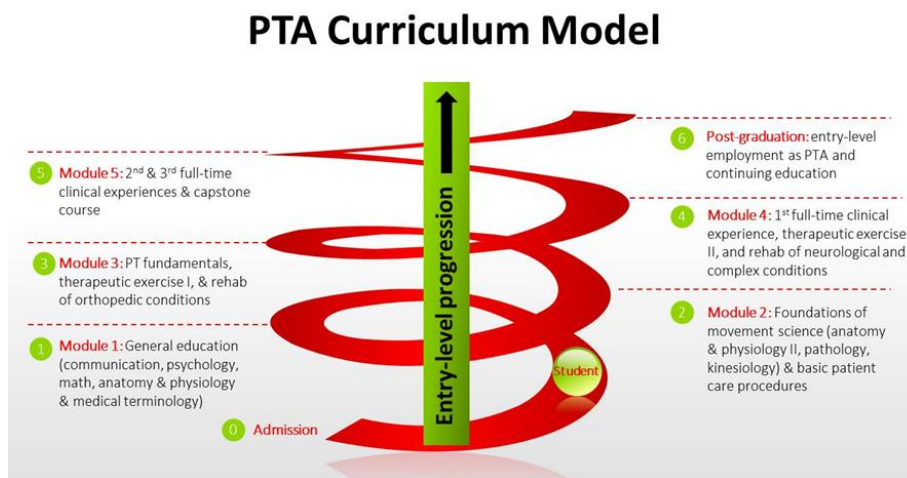 PTA Curriculum Model
6
Post-graduation: entry-level
employment as PTA and
continuing education
5
Module 5: 2nd & 3rd full-time
clinical experiences & capstone
course
4
Module 4: 1st full-time clinical
experience, therapeutic exercise
II, and rehab of neurological and
complex conditions
3
Module 3: PT fundamentals,
therapeutic exercise I, & rehab
of orthopedic conditions
2
Module 2: Foundations of
movement science (anatomy
& physiology II, pathology,
kinesiology) & basic patient
care procedures
1
Module 1: General education
(communication, psychology,
math, anatomy & physiology
& medical terminology)
0
Admission
Entry-level progression
Student